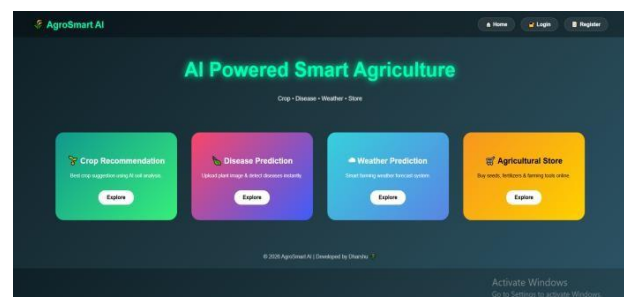 AgroSmart AI
Home Login Register
AI Powered Smart Agriculture
Crop • Disease • Weather • Store
Crop Recommendation
Best crop suggestion using AI soil analysis.
Explore
Disease Prediction
Upload plant image & detect diseases instantly.
Explore
Weather Prediction
Smart farming weather forecast system.
Explore
Agricultural Store
Buy seeds, fertilizers & farming tools online.
Explore
© 2026 AgroSmart AI | Developed by Dharshu
Activate Windows
Go to Settings to activate Windows.